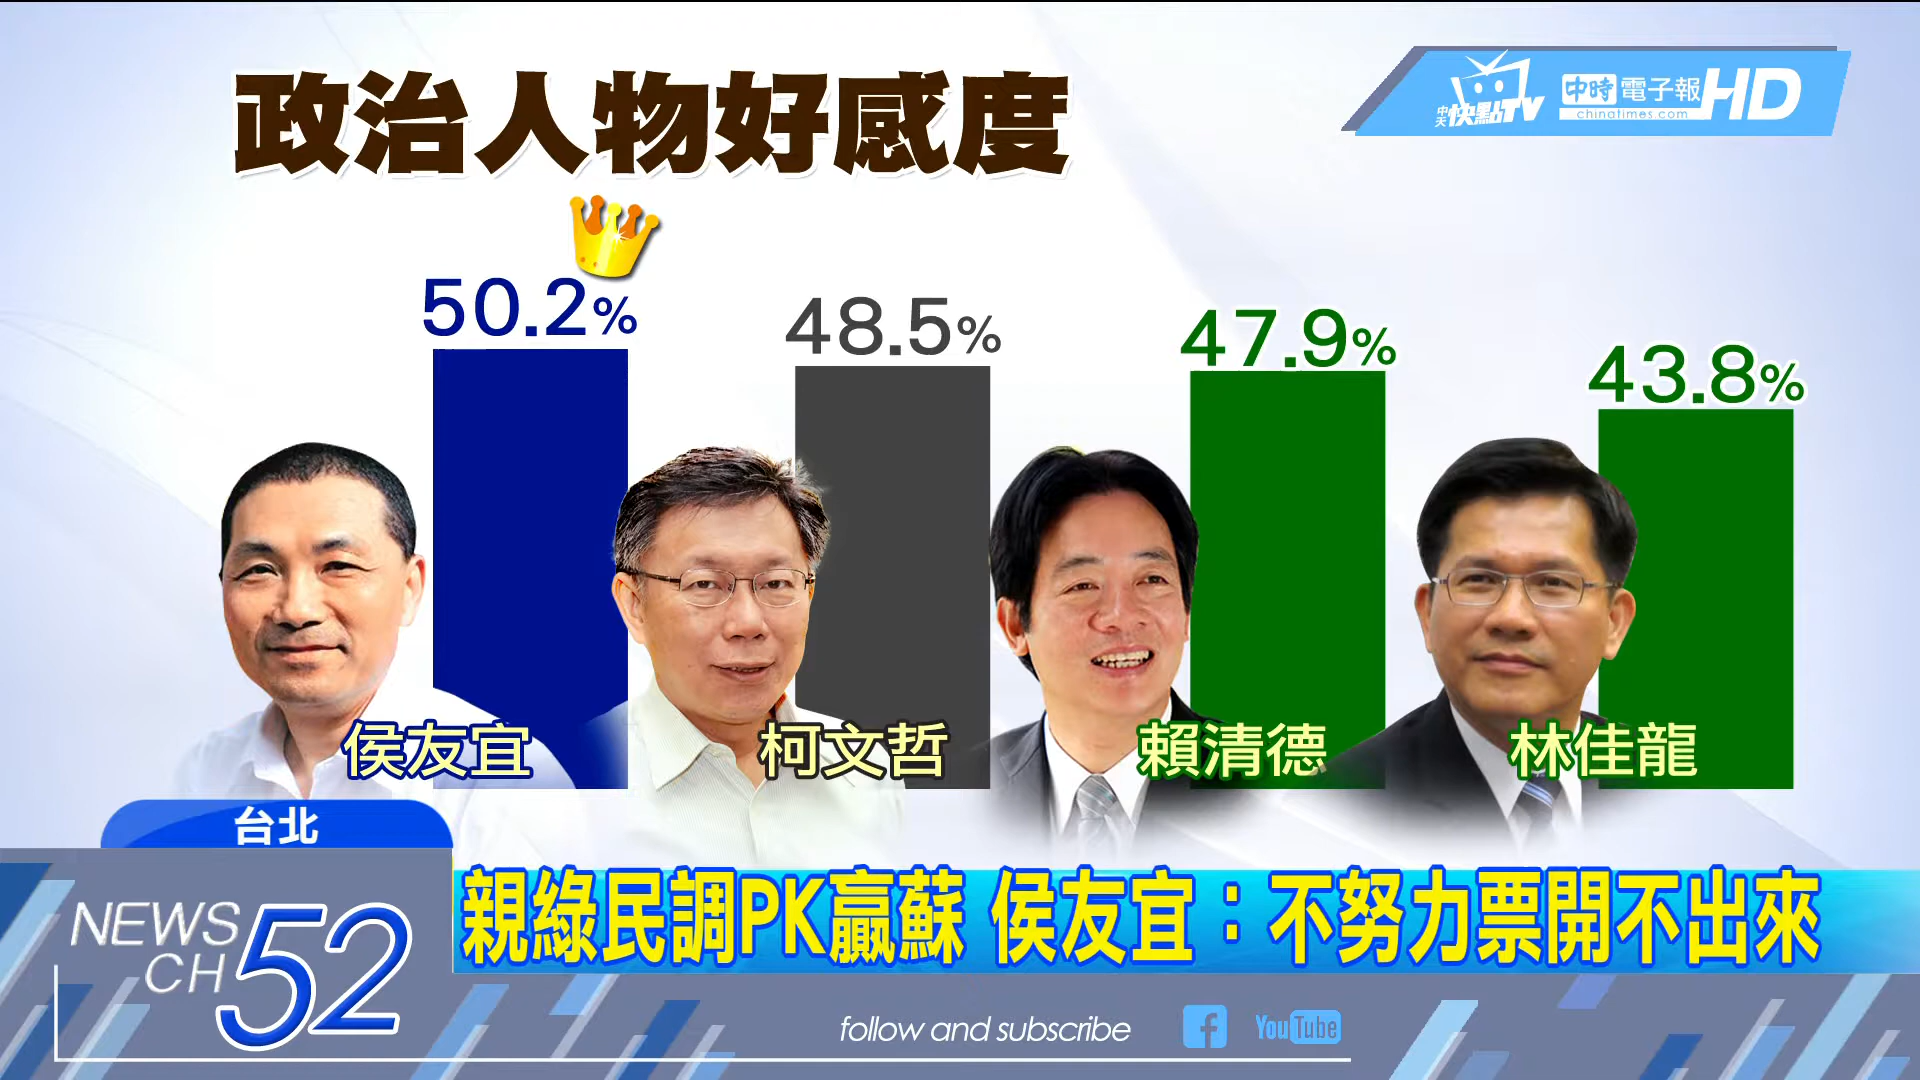 政治人物好感度
中天快點TV 中時電子報 HD
chinatimes.com
50.2%
48.5%
47.9%
43.8%
侯友宜
柯文哲
賴清德
林佳龍
台北
親綠民調PK贏蘇 侯友宜：不努力票開不出來
NEWS
CH
52
follow and subscribe
f
YouTube